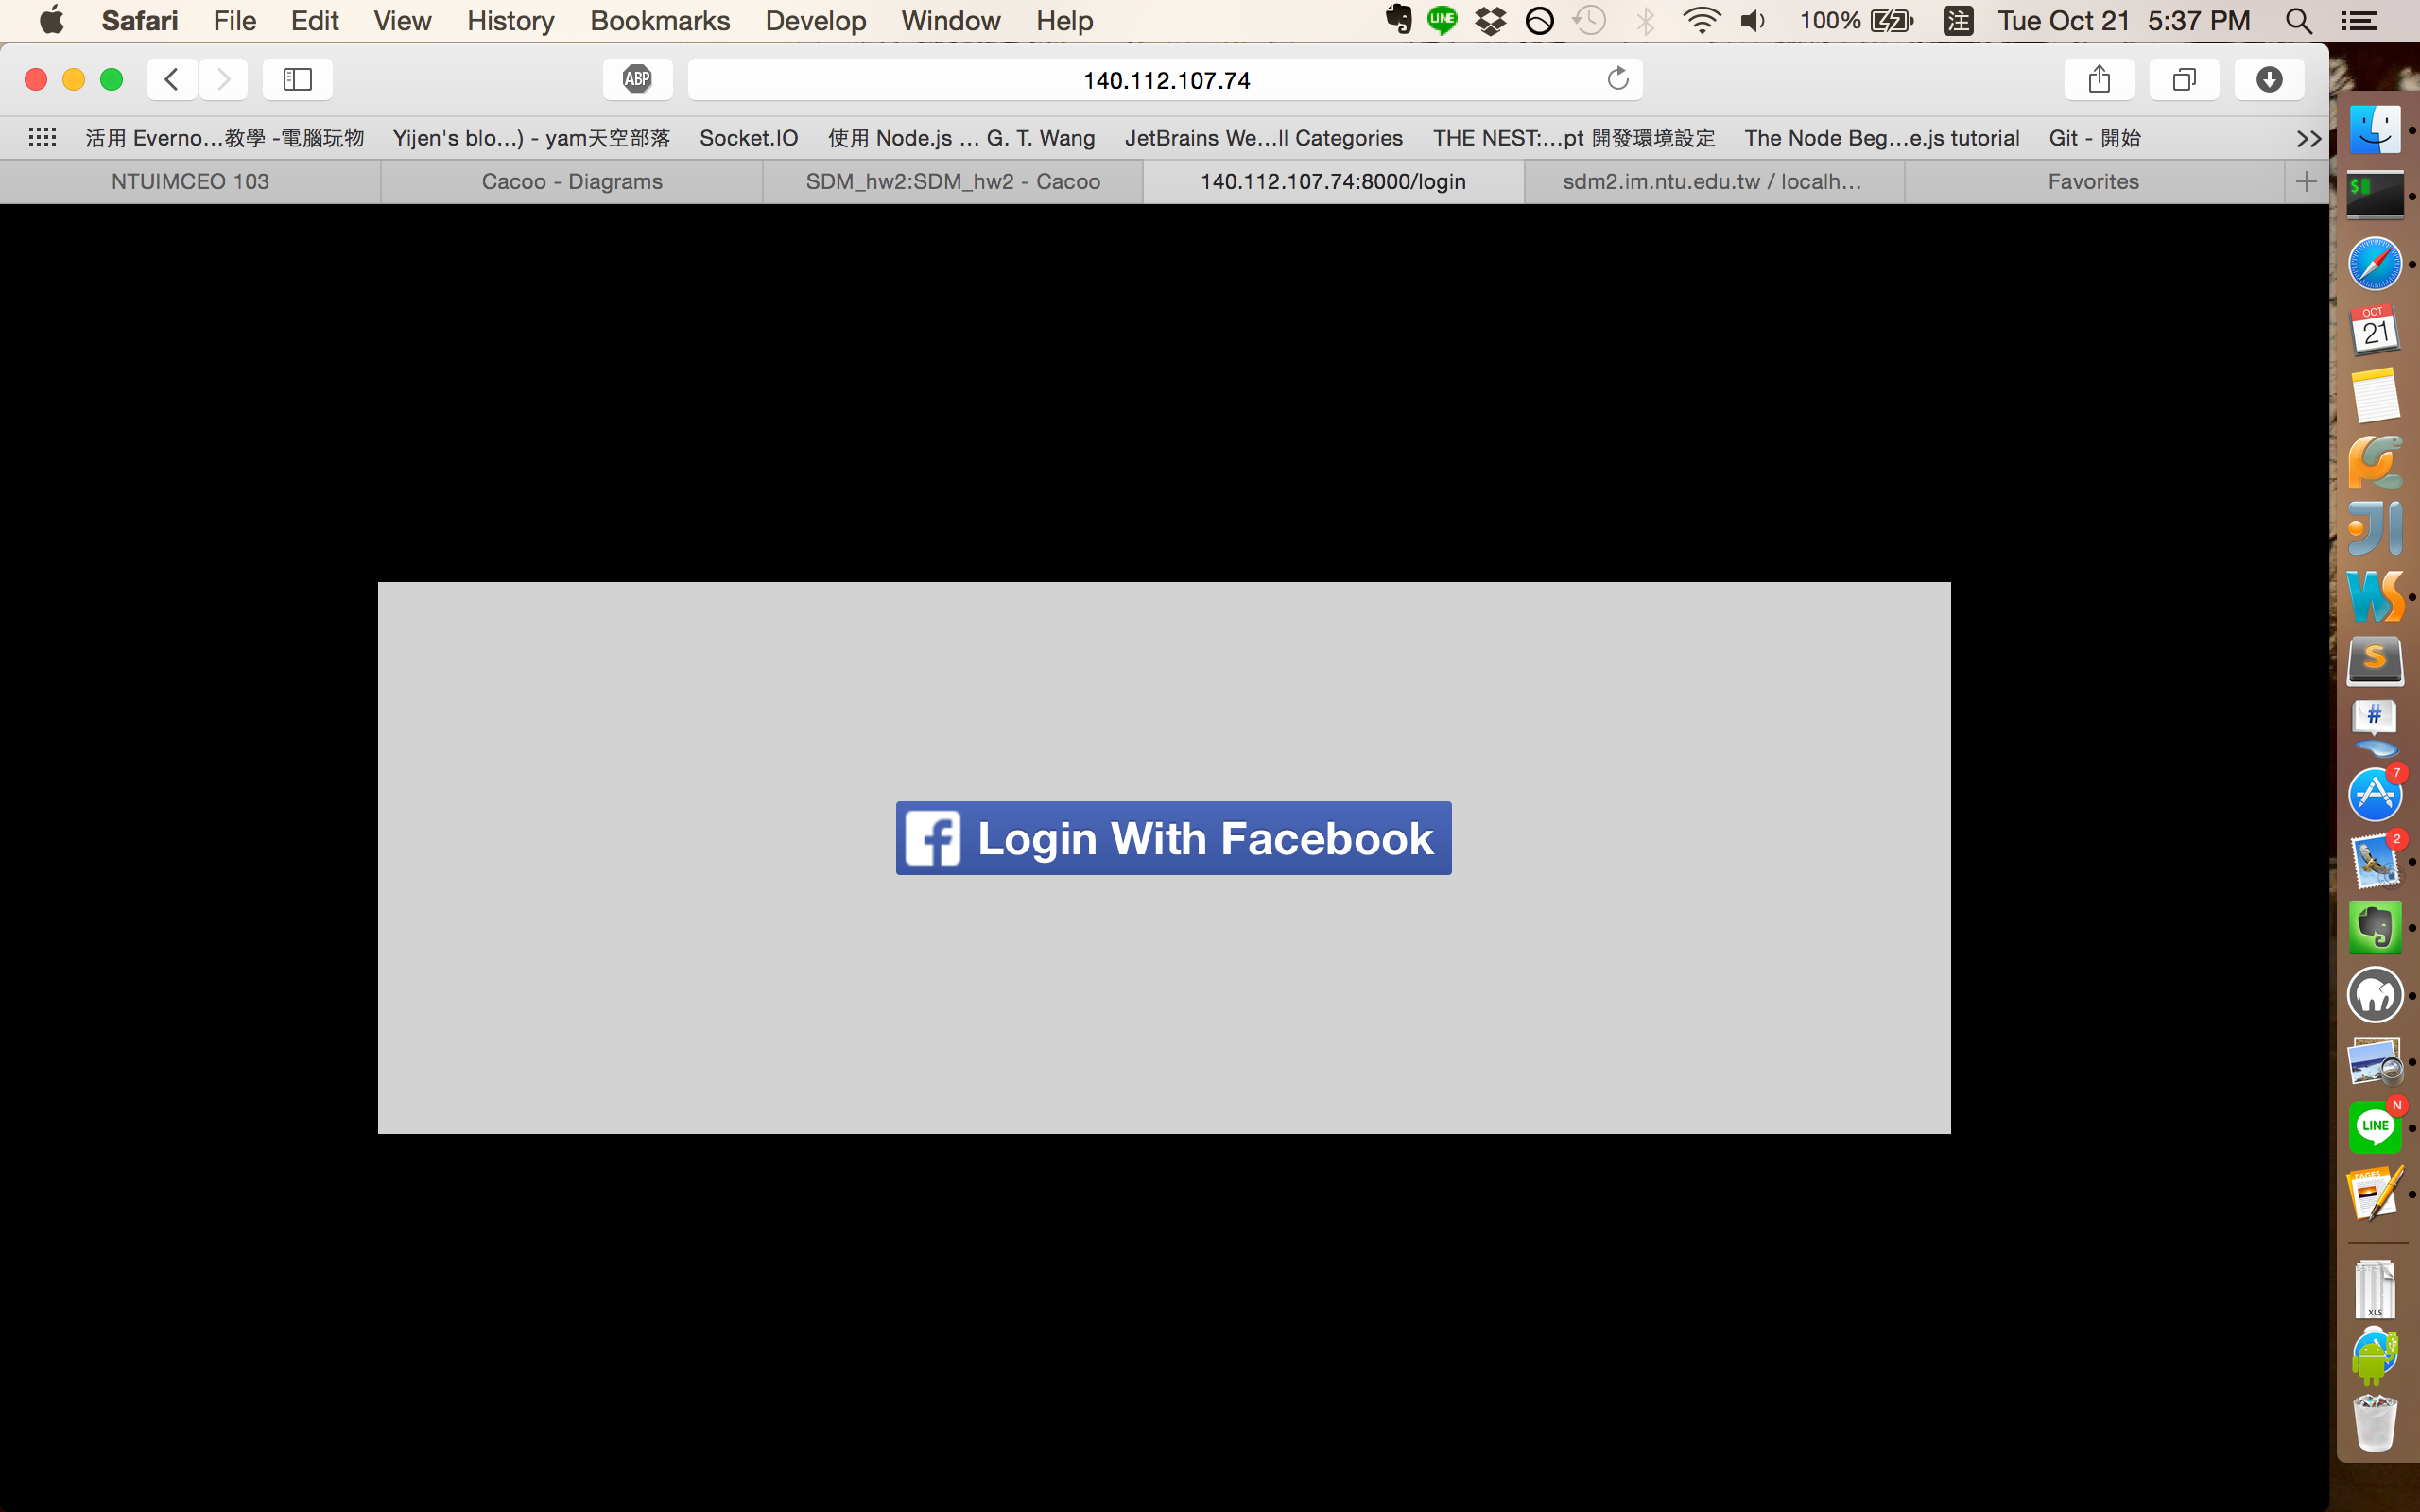 Safari File Edit View History Bookmarks Develop Window Help LINE 100% 注 Tue Oct 21 5:37 PM
ABP 140.112.107.74
活用 Everno...教學 -電腦玩物 Yijen's blo...) - yam天空部落 Socket.IO 使用 Node.js ... G. T. Wang JetBrains We...ll Categories THE NEST:...pt 開發環境設定 The Node Beg...e.js tutorial Git - 開始
NTUIMCEO 103 Cacoo - Diagrams SDM_hw2:SDM_hw2 - Cacoo 140.112.107.74:8000/login sdm2.im.ntu.edu.tw / localh... Favorites
Login With Facebook
$
OCT
21
PC
JI
WS
S
#
7
2
N
LINE
PAGES
XLS